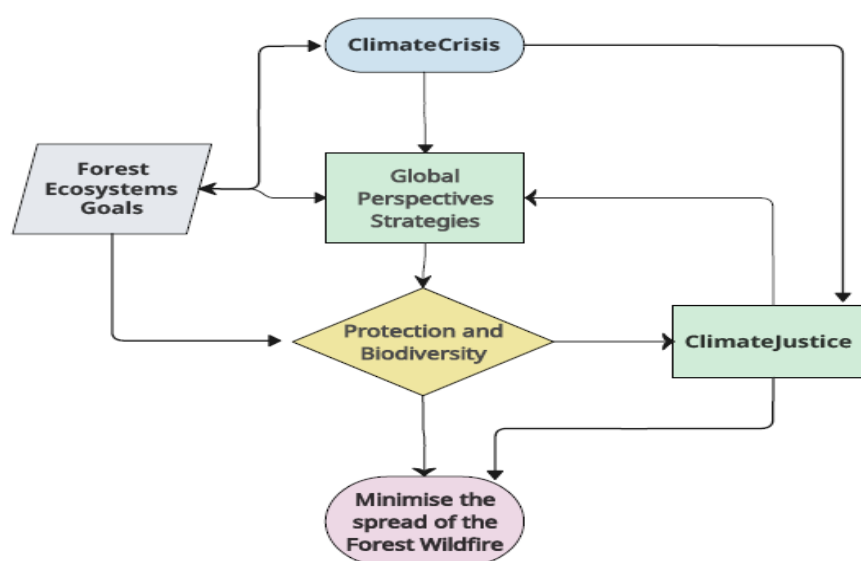 ClimateCrisis
Forest
Ecosystems
Goals
Global
Perspectives
Strategies
Protection and
Biodiversity
ClimateJustice
Minimise the
spread of the
Forest Wildfire